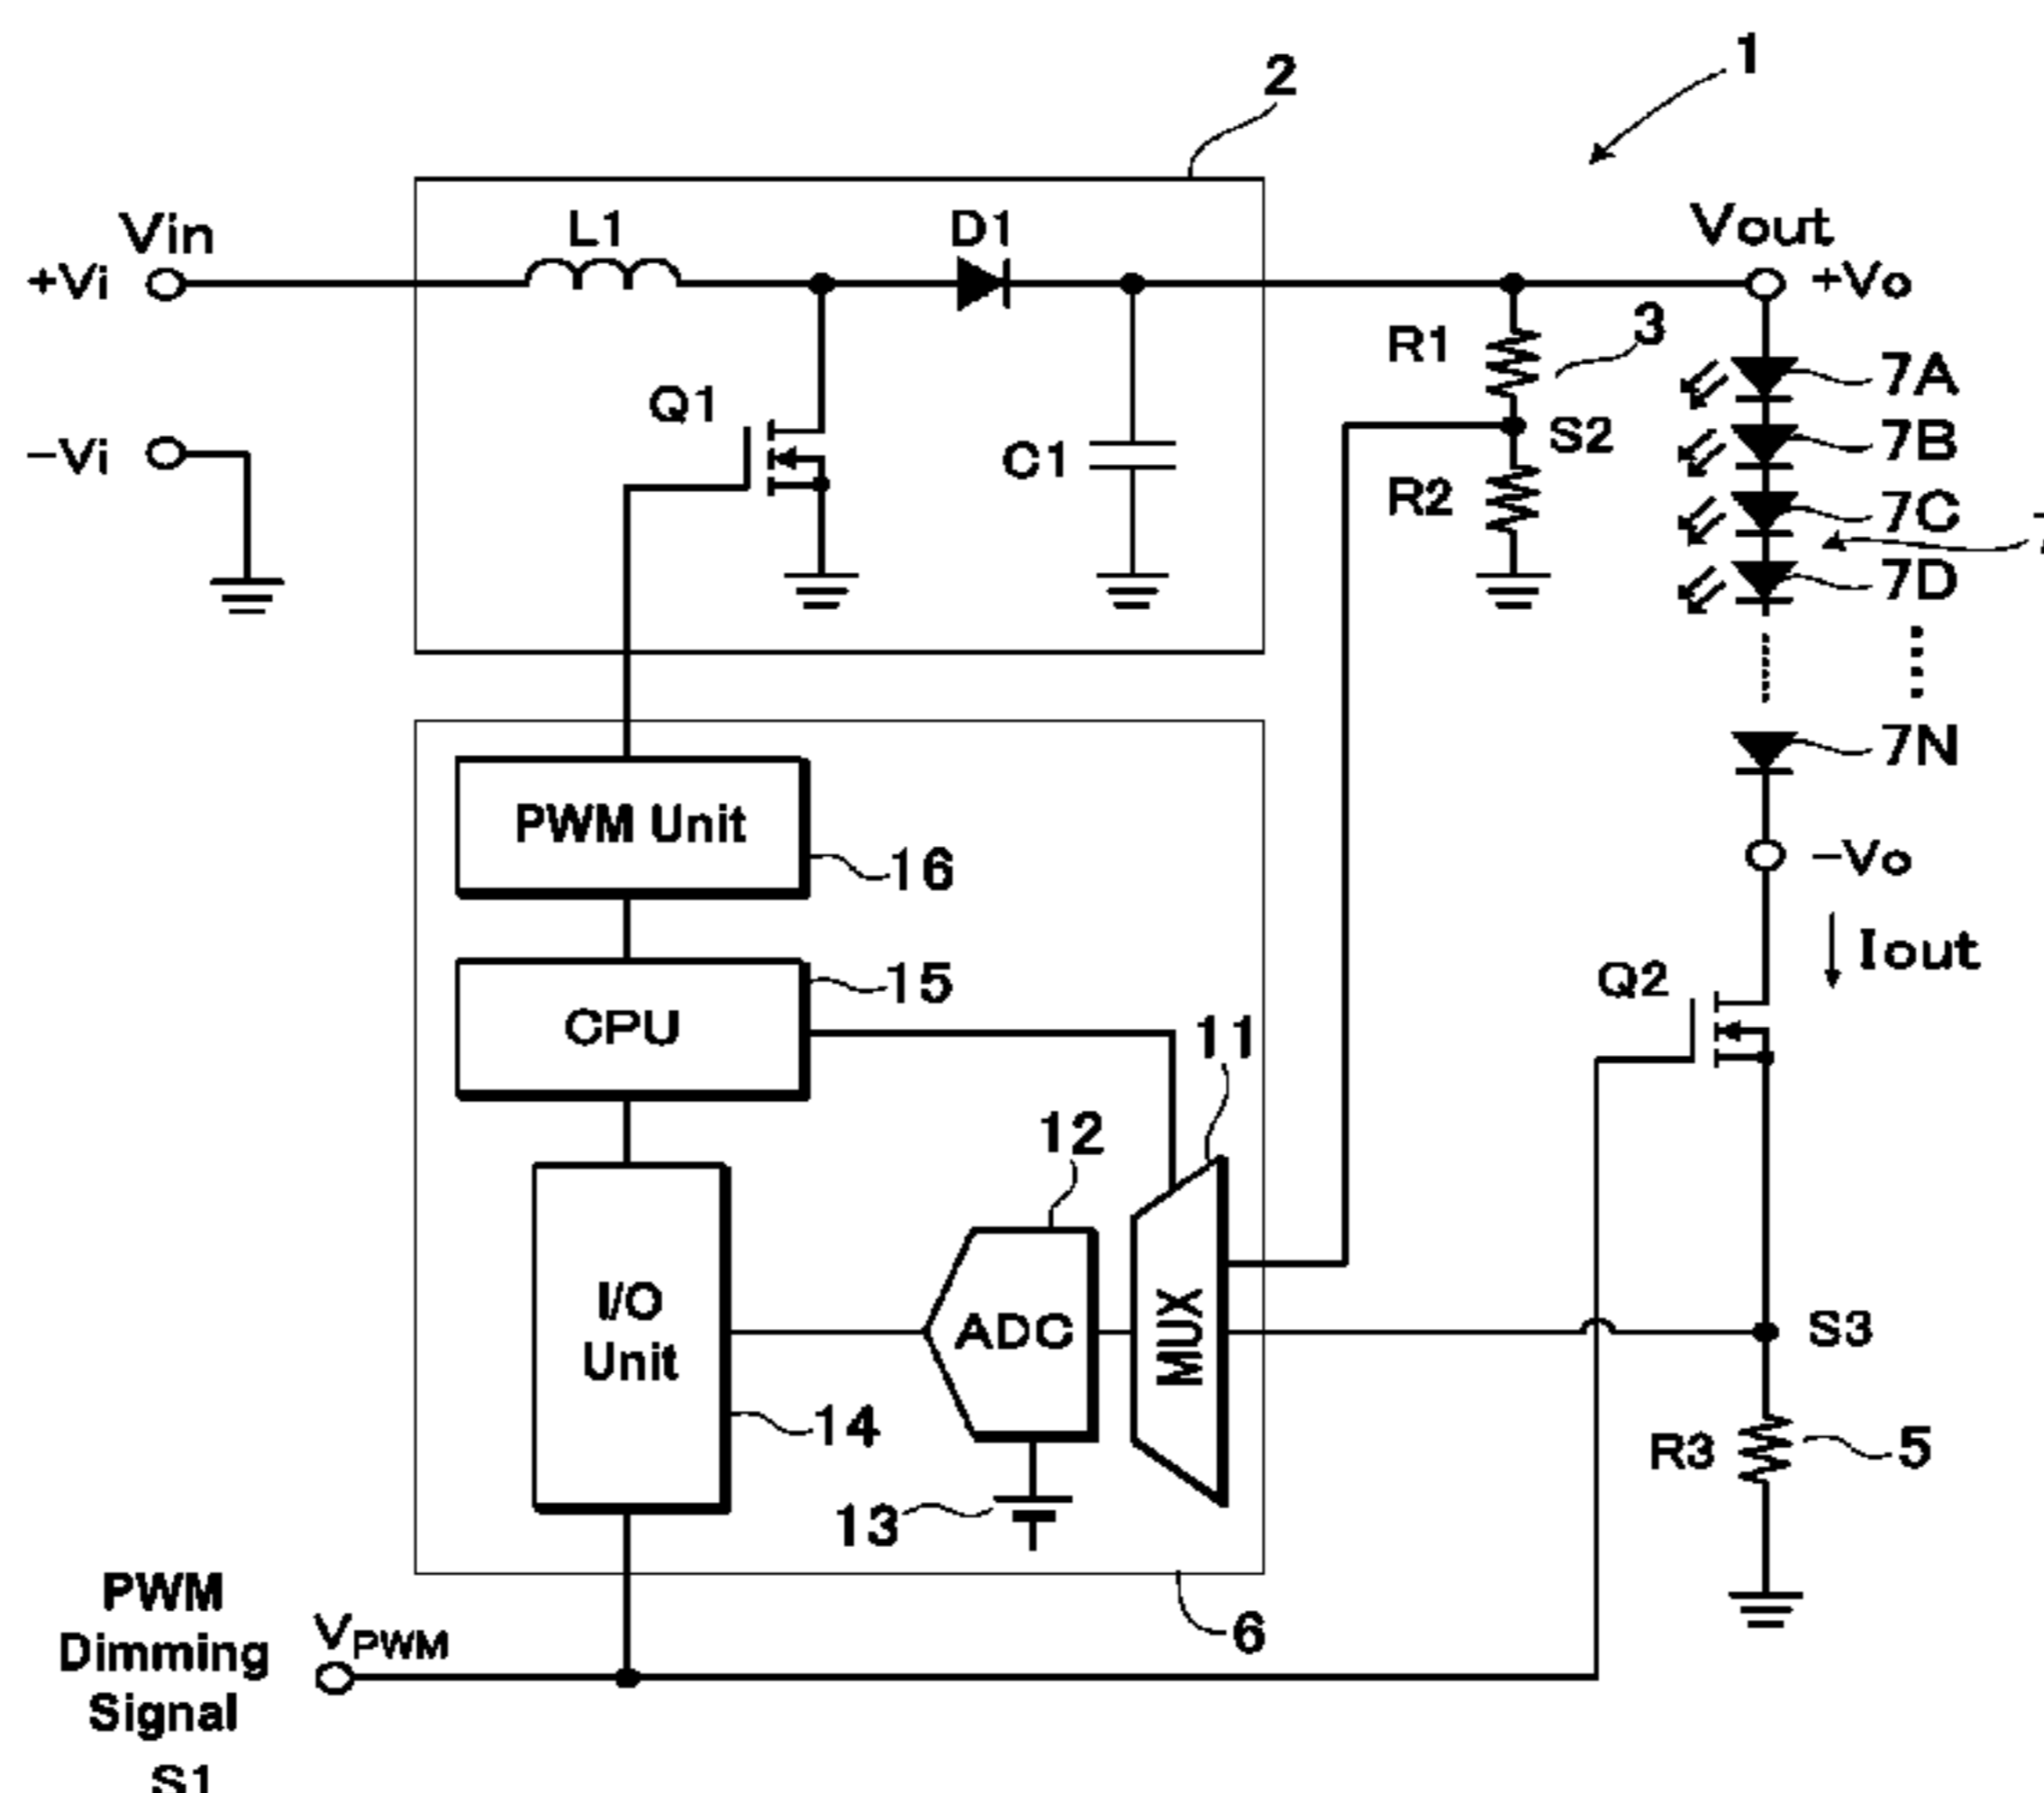 1
2
Vin
L1
D1
Vout
+Vi
+Vo
R1
3
7A
Q1
S2
7B
-Vi
C1
R2
7C
7D
7N
PWM Unit
16
-Vo
Iout
15
Q2
CPU
11
12
I/O
Unit
ADC
MUX
S3
14
R3
5
13
PWM
Dimming
Signal
S1
VPWM
6